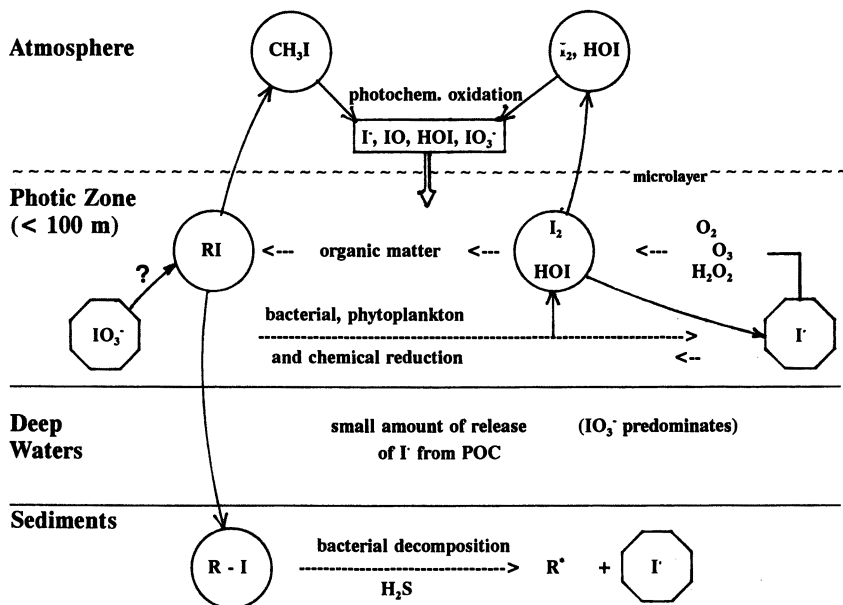 Atmosphere
CH₃I
I₂, HOI
photochem. oxidation
I⁻, IO, HOI, IO₃⁻
microlayer
Photic Zone
(< 100 m)
RI
<--- organic matter <---
I₂
HOI
<---
O₂
O₃
H₂O₂
?
IO₃⁻
bacterial, phytoplankton
and chemical reduction
I⁻
Deep
Waters
small amount of release
of I⁻ from POC
(IO₃⁻ predominates)
Sediments
R - I
bacterial decomposition
H₂S
R* + I⁻